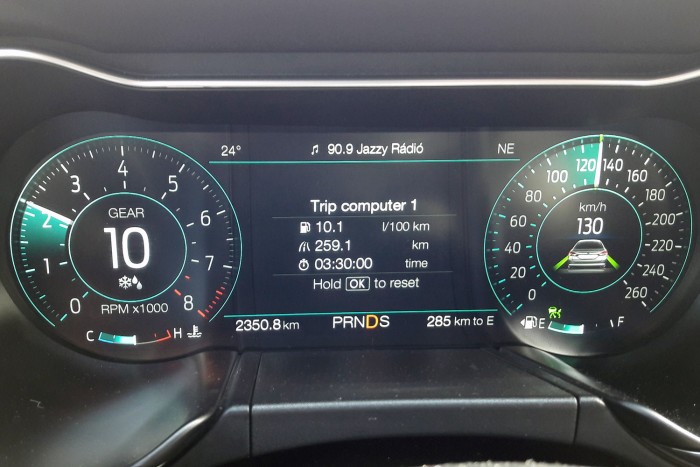 24° ♫ 90.9 Jazzy Rádió NE
0 1 2 3 4 5 6 7 8
GEAR
10
RPM x1000
C H
Trip computer 1
10.1 l/100 km
259.1 km
03:30:00 time
Hold OK to reset
2350.8 km PRNDS 285 km to E
0 20 40 60 80 100 120 140 160 180 200 220 240 260
km/h
130
E F